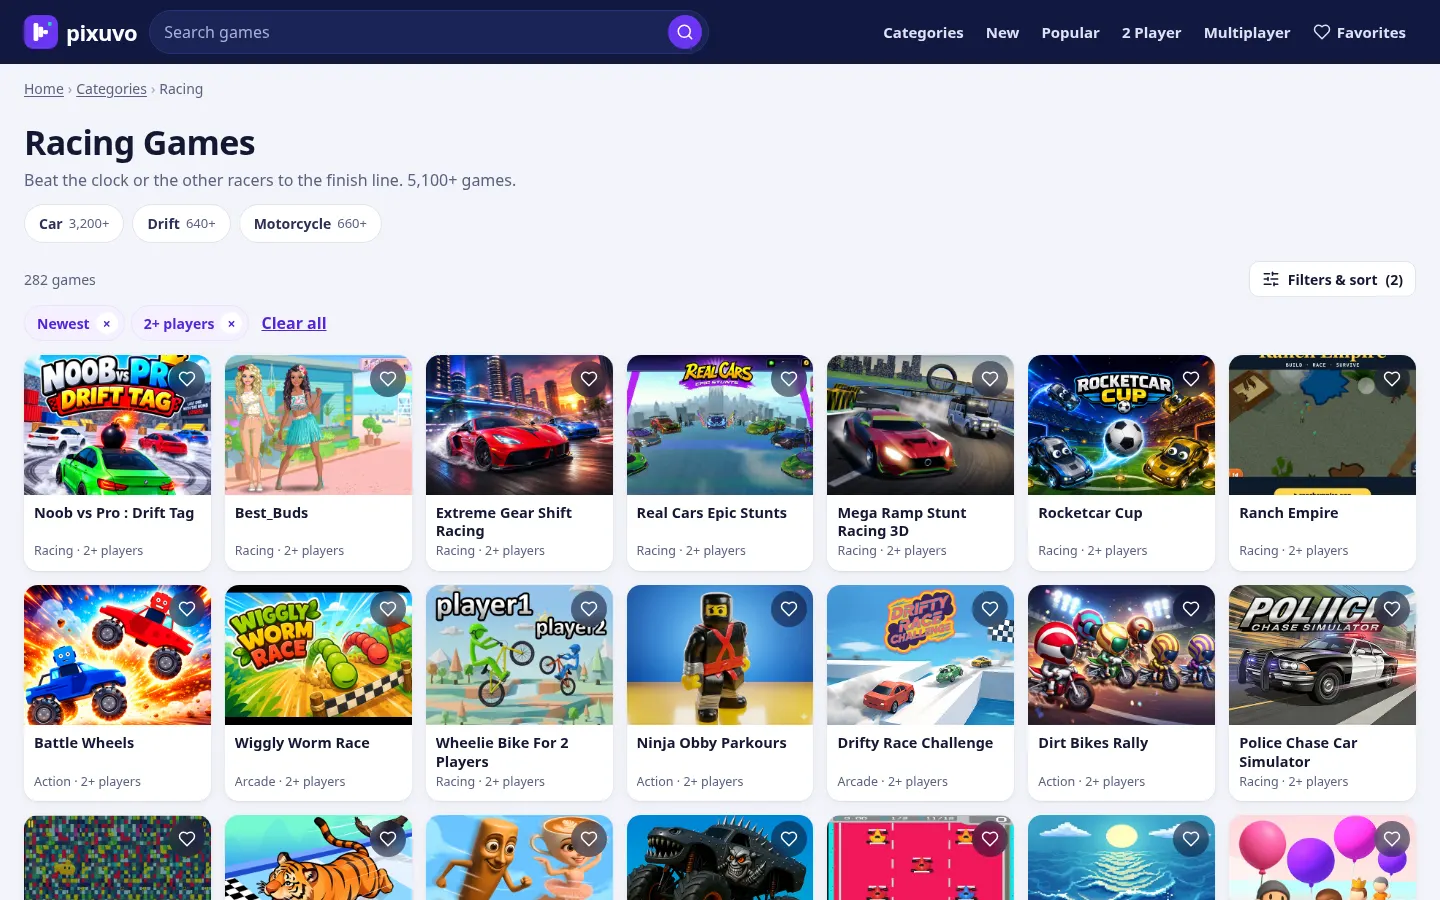 pixuvo
Search games
Categories
New
Popular
2 Player
Multiplayer
Favorites
Home › Categories › Racing
Racing Games
Beat the clock or the other racers to the finish line. 5,100+ games.
Car 3,200+
Drift 640+
Motorcycle 660+
282 games
Filters & sort (2)
Newest ×
2+ players ×
Clear all
NOOB VS PRO
DRIFT TAG
REAL CARS
EPIC STUNTS
ROCKETCAR
CUP
Ranch Empire
BUILD · RACE · SURVIVE
Noob vs Pro : Drift Tag
Racing · 2+ players
Best_Buds
Racing · 2+ players
Extreme Gear Shift
Racing
Racing · 2+ players
Real Cars Epic Stunts
Racing · 2+ players
Mega Ramp Stunt
Racing 3D
Racing · 2+ players
Rocketcar Cup
Racing · 2+ players
Ranch Empire
Racing · 2+ players
WIGGLY
WORM
RACE
player1
player2
DRIFTY
RACE
CHALLENGE
POLIICE
CHASE SIMULATOR
Battle Wheels
Action · 2+ players
Wiggly Worm Race
Arcade · 2+ players
Wheelie Bike For 2
Players
Racing · 2+ players
Ninja Obby Parkours
Action · 2+ players
Drifty Race Challenge
Arcade · 2+ players
Dirt Bikes Rally
Action · 2+ players
Police Chase Car
Simulator
Racing · 2+ players